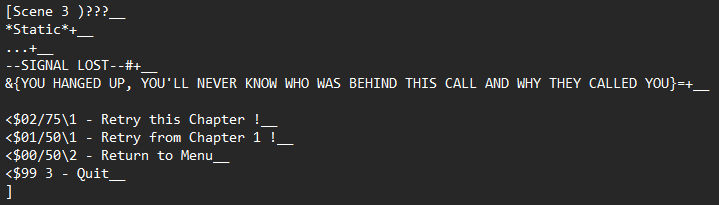 [Scene 3 )???__
*Static*+__
...+__
--SIGNAL LOST--#+__
&{YOU HANGED UP, YOU'LL NEVER KNOW WHO WAS BEHIND THIS CALL AND WHY THEY CALLED YOU}=+__
<$02/75\1 - Retry this Chapter !__
<$01/50\1 - Retry from Chapter 1 !__
<$00/50\2 - Return to Menu__
<$99 3 - Quit__
]